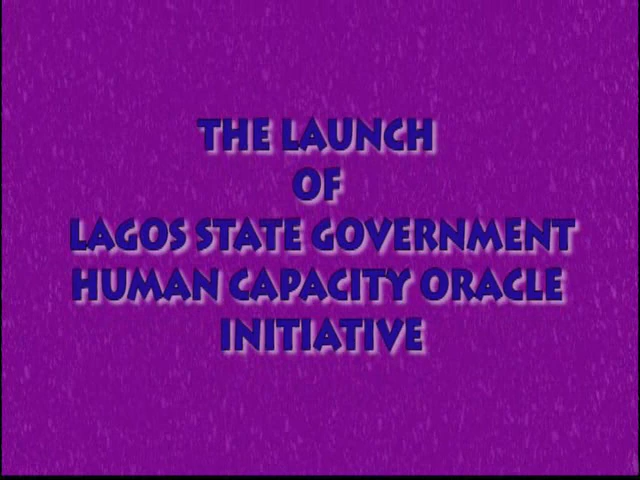 THE LAUNCH
OF
LAGOS STATE GOVERNMENT
HUMAN CAPACITY ORACLE
INITIATIVE